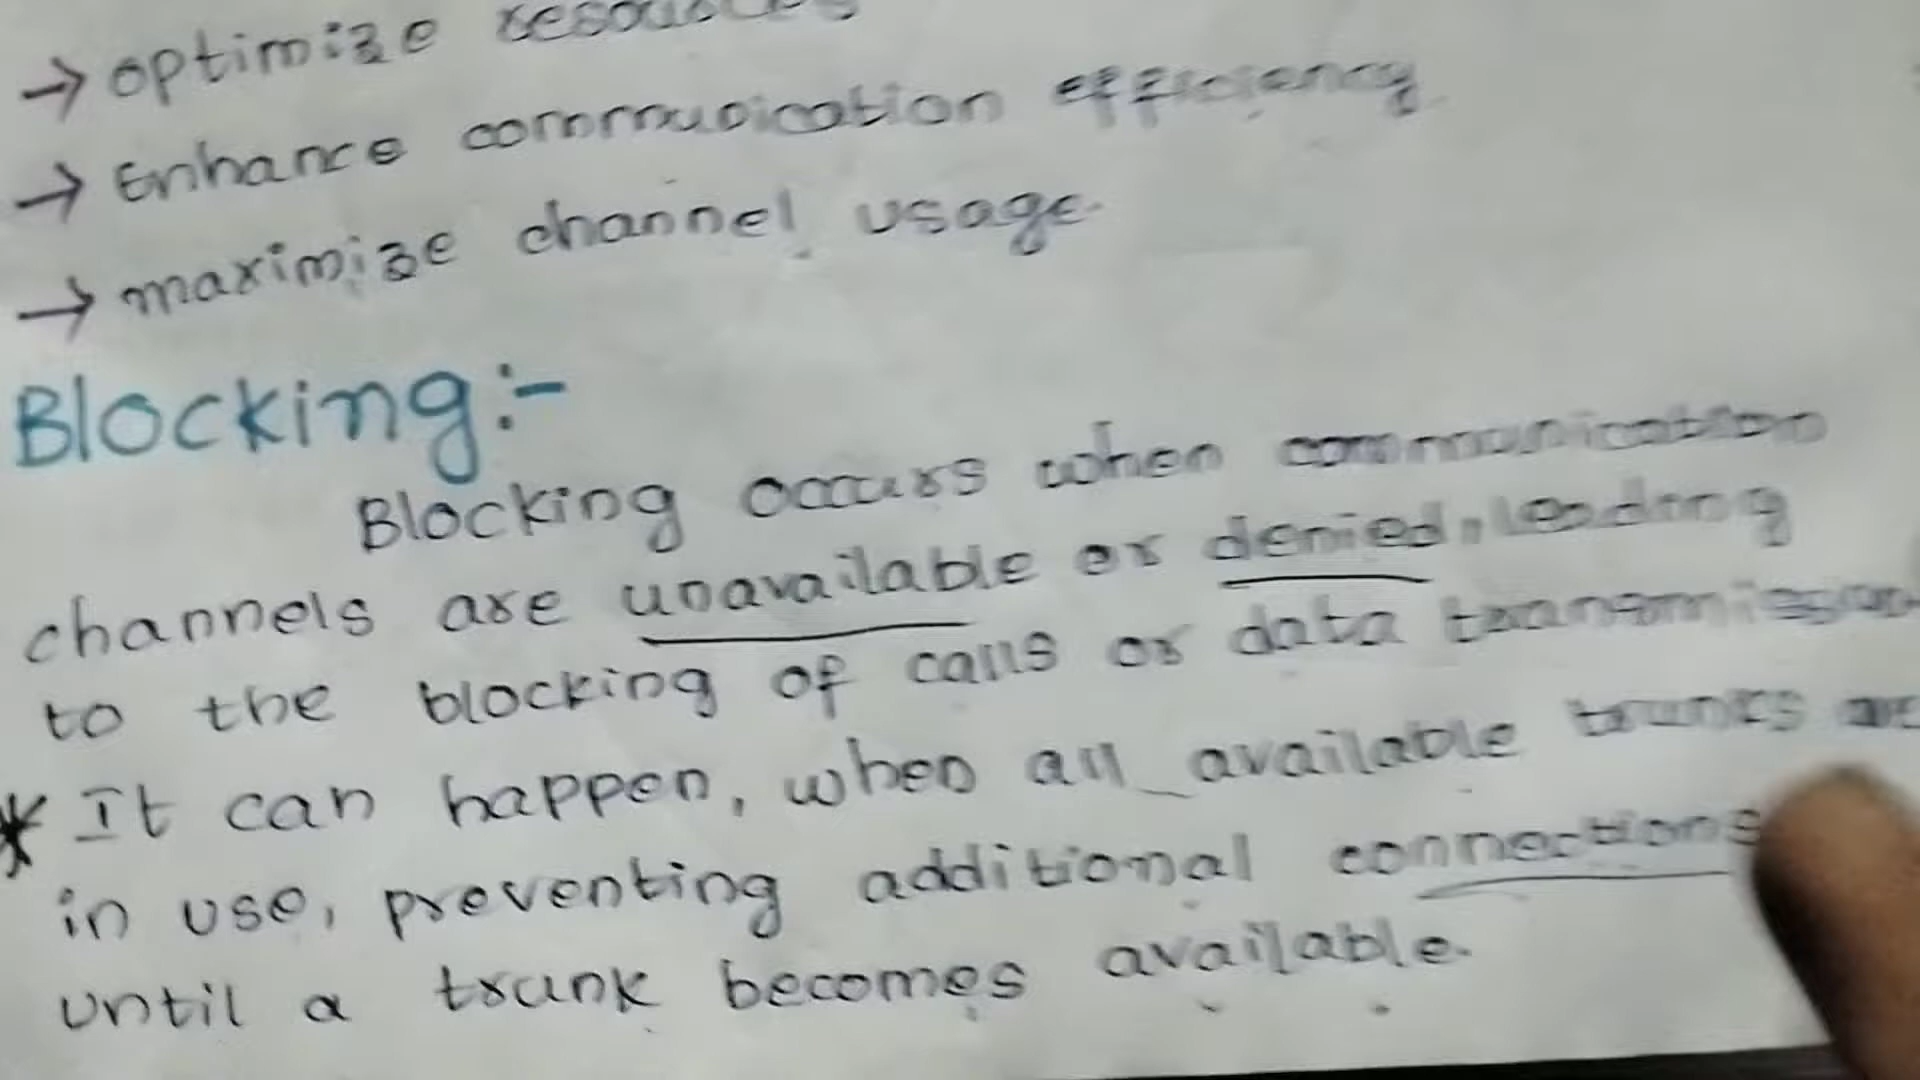 → optimize resources
→ Enhance communication efficiency
→ maximize channel usage.
Blocking:-
Blocking occurs when communication
channels are unavailable or denied, leading
to the blocking of calls or data transmission
* It can happen, when all available trunks are
in use, preventing additional connections
until a trunk becomes available.